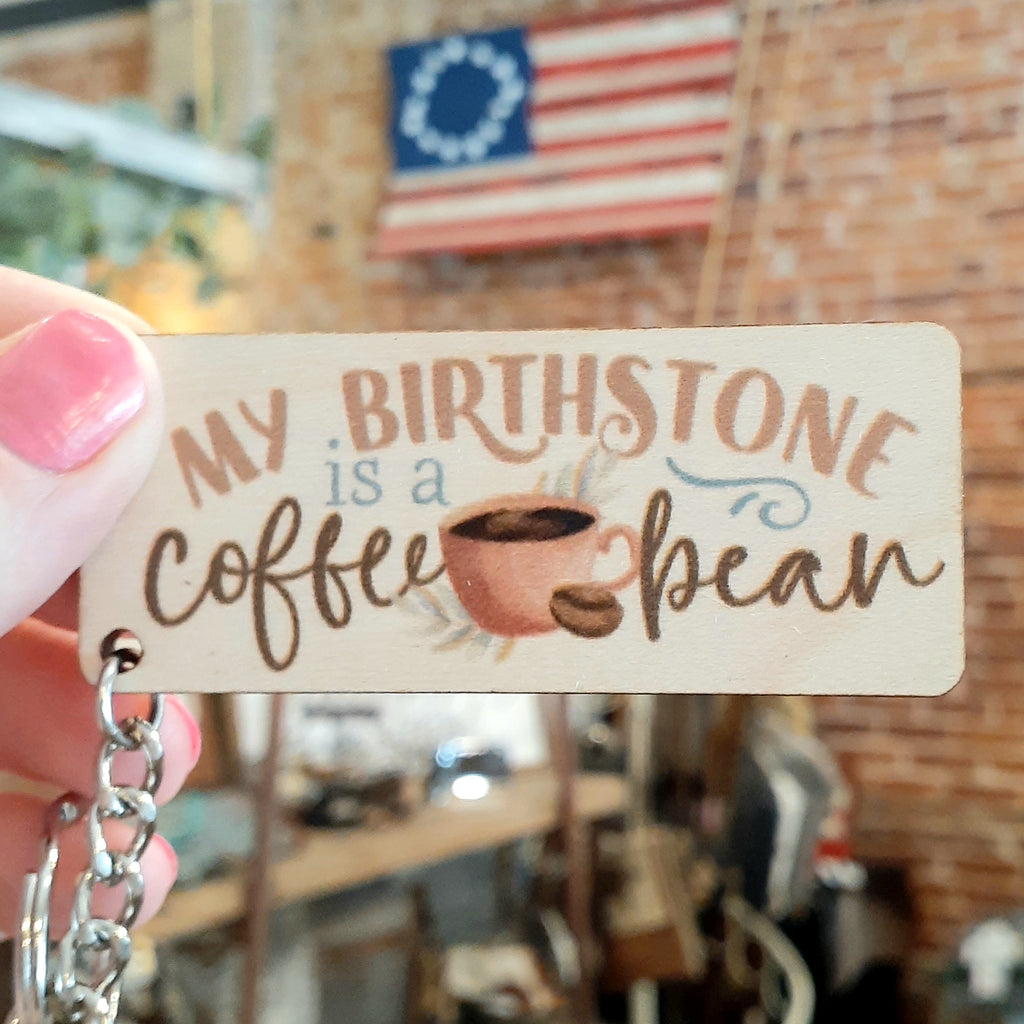 MY BIRTHSTONE
is a
coffee bean